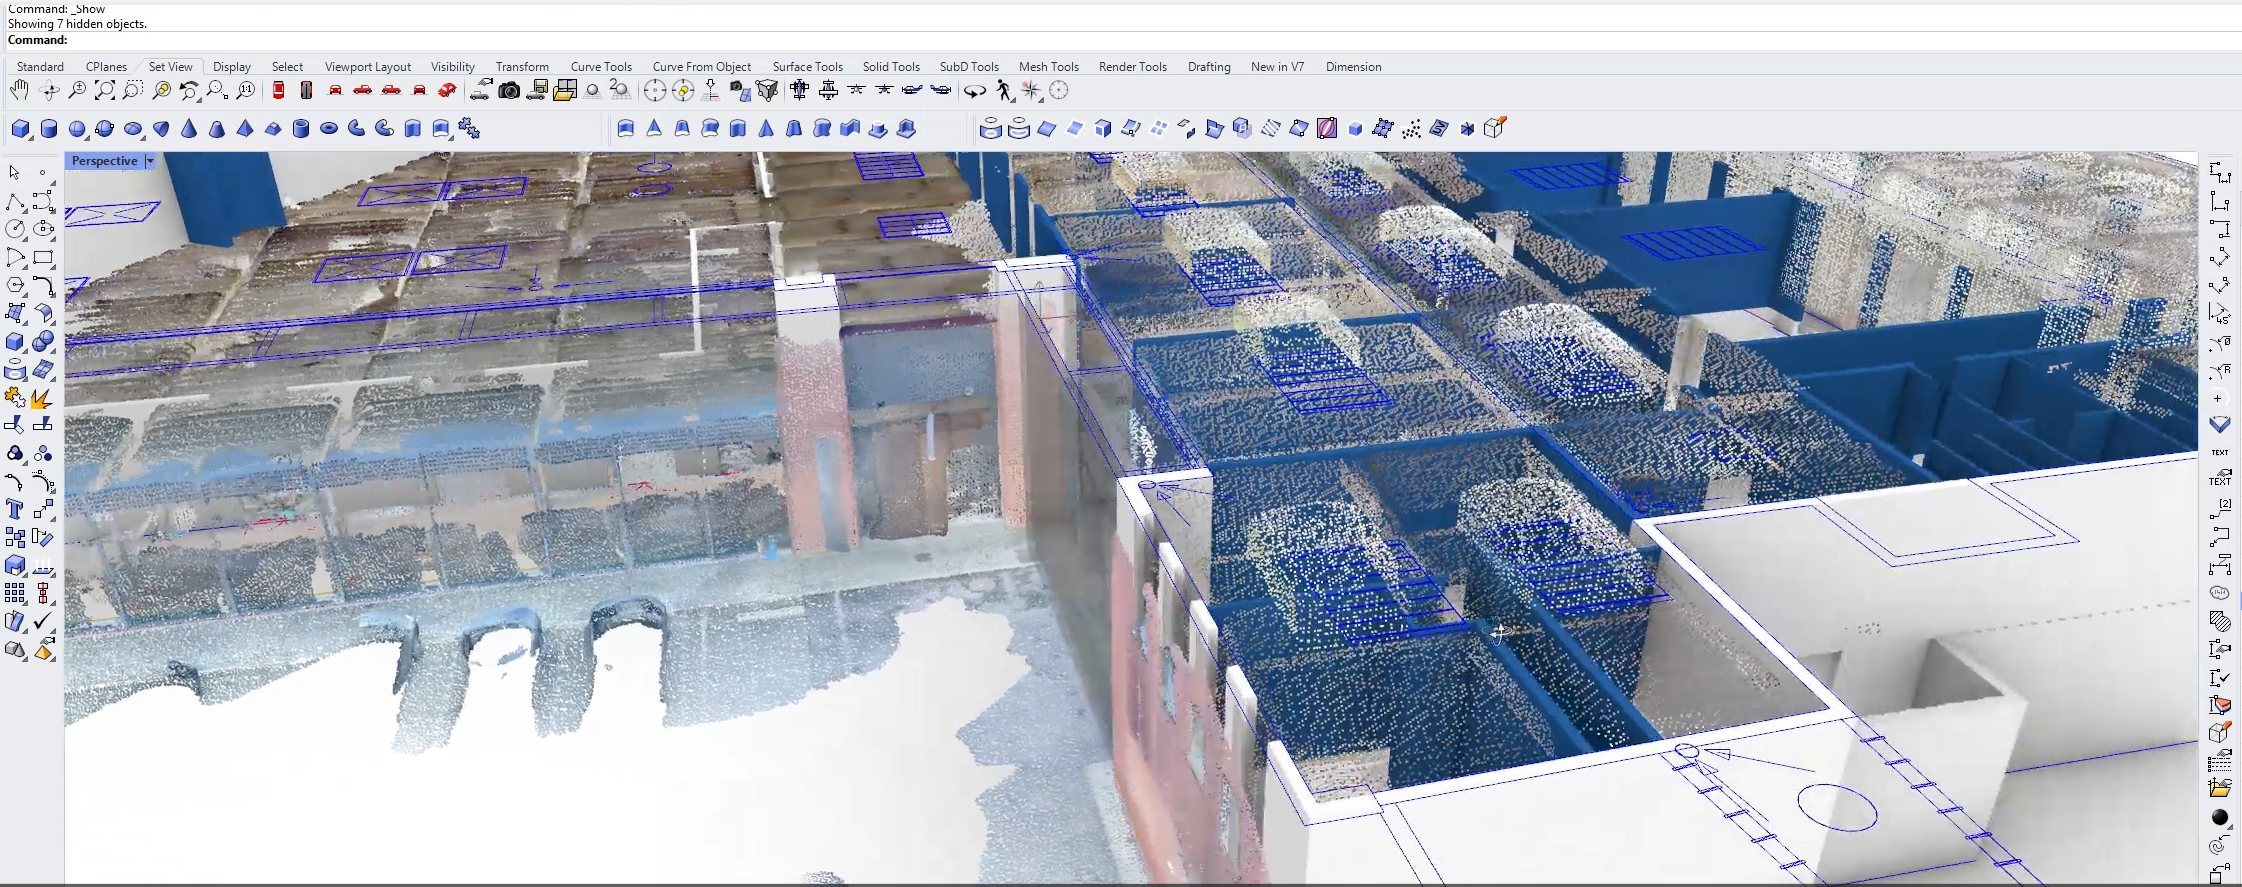 Command: _Show
Showing 7 hidden objects.
Command:
Standard CPlanes Set View Display Select Viewport Layout Visibility Transform Curve Tools Curve From Object Surface Tools Solid Tools SubD Tools Mesh Tools Render Tools Drafting New in V7 Dimension
Perspective
TEXT
TEXT